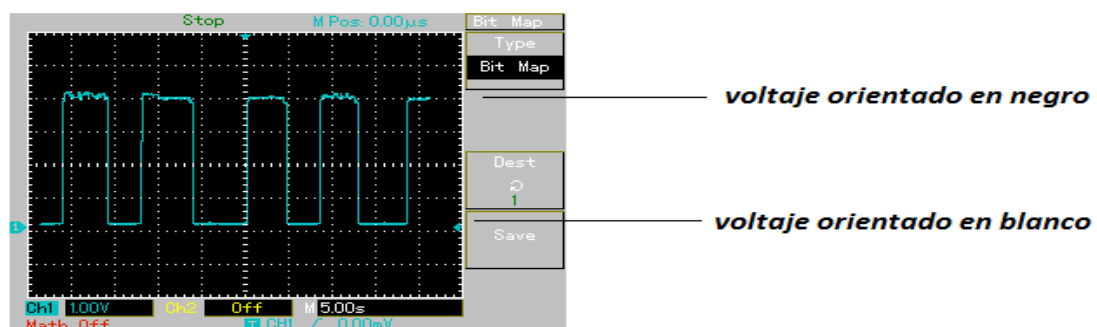 Stop M Pos: 0.00µs Bit Map
Type
Bit Map
voltaje orientado en negro
Dest
1
voltaje orientado en blanco
1
Save
Ch1 1.00V Ch2 Off M 5.00s
Math Off T CH1 / 0.00mV